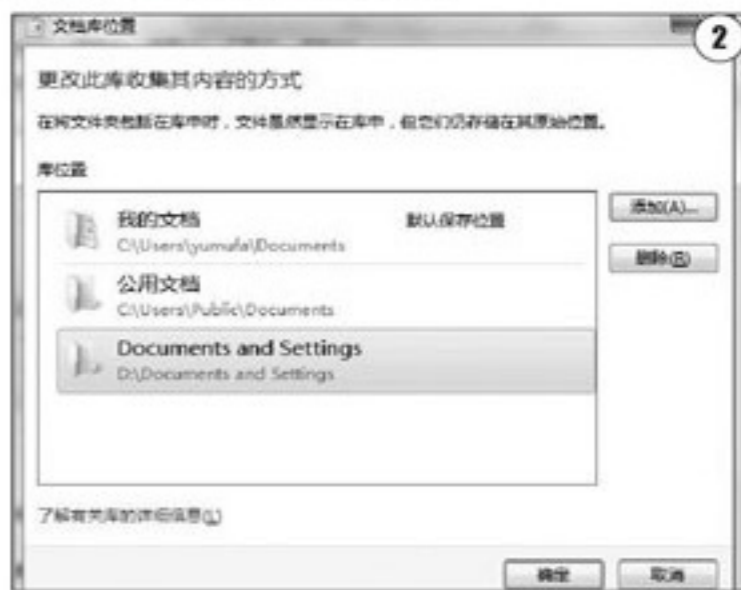 文档库位置
2
更改此库收集其内容的方式
在将文件夹包括在库中时，文件虽然显示在库中，但它们仍存储在其原始位置。
库位置
我的文档 默认保存位置
C:\Users\yumufa\Documents
添加(A)...
删除(R)
公用文档
C:\Users\Public\Documents
Documents and Settings
D:\Documents and Settings
了解有关库的详细信息(L)
确定 取消